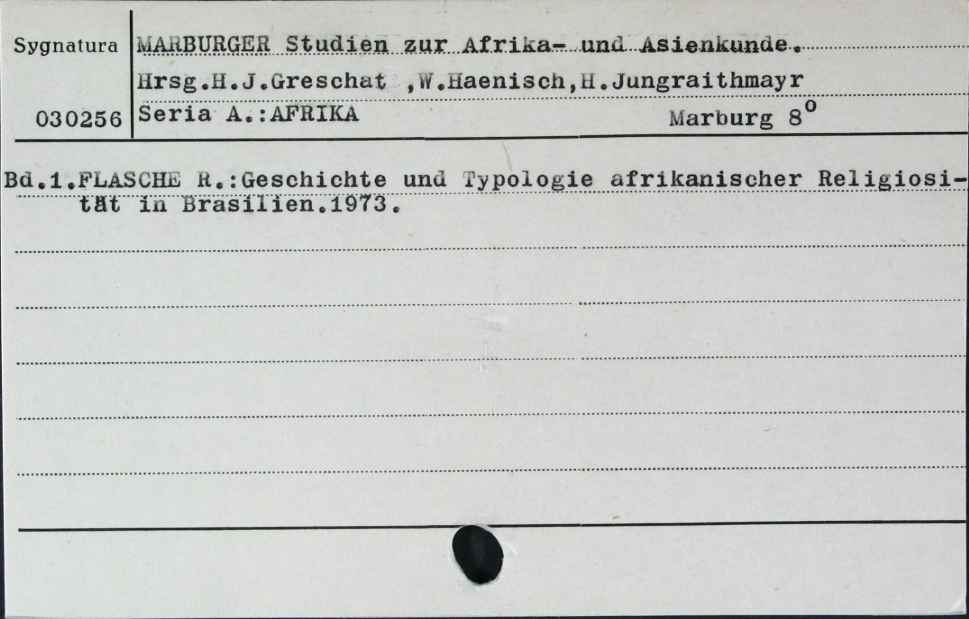 Sygnatura MARBURGER Studien zur Afrika- und Asienkunde.
Hrsg.H.J.Greschat ,W.Haenisch,H.Jungraithmayr
030256 Seria A.:AFRIKA Marburg 8⁰
Bd.1.FLASCHE R.:Geschichte und Typologie afrikanischer Religiosi-
tät in Brasilien.1973.